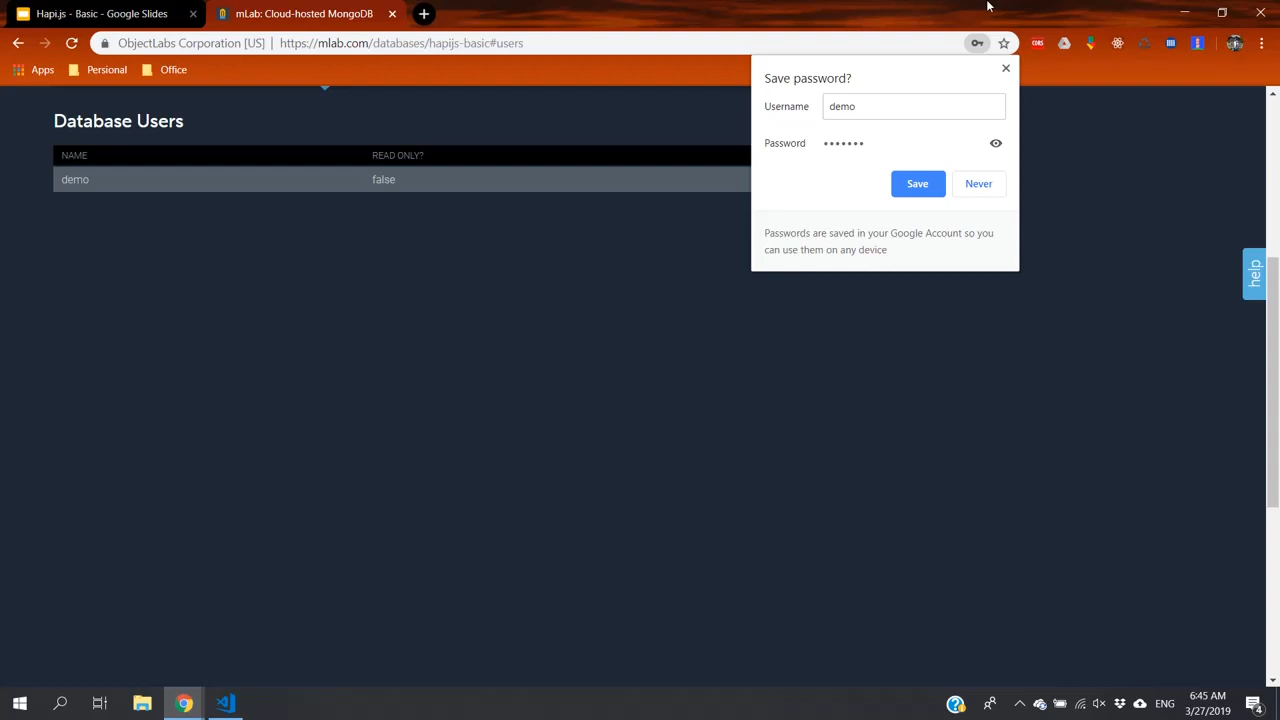 Hapi.js - Basic - Google Slides
mLab: Cloud-hosted MongoDB
ObjectLabs Corporation [US] https://mlab.com/databases/hapijs-basic#users
CORS
Apps Persional Office
Save password?
Username demo
Password •••••••
Save Never
Passwords are saved in your Google Account so you
can use them on any device
Database Users
NAME READ ONLY?
demo false
help
ENG
6:45 AM
3/27/2019
4